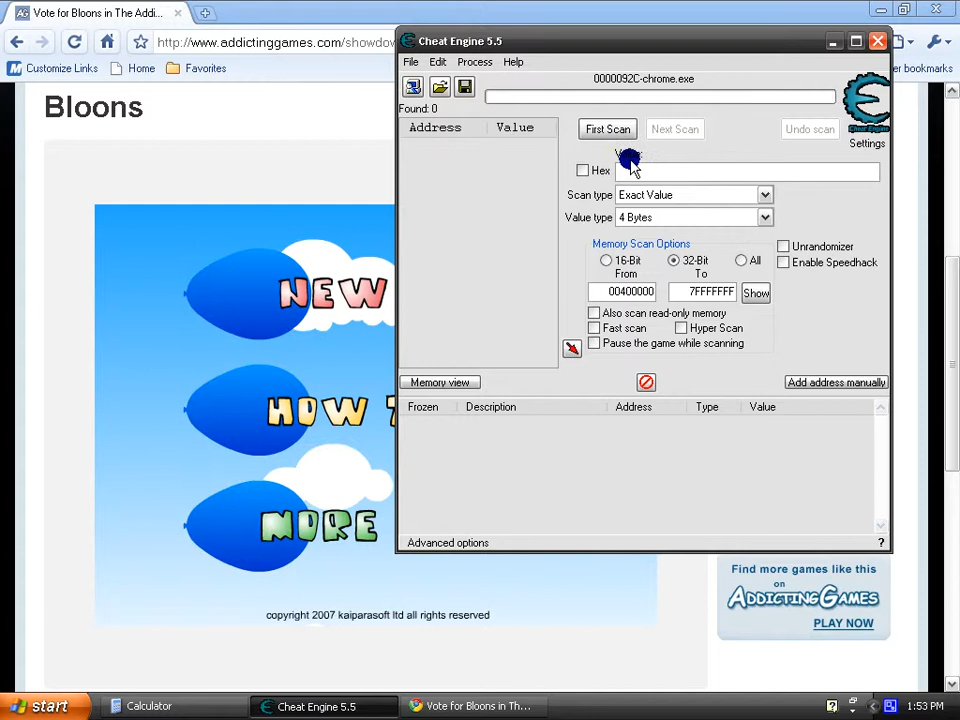 Vote for Bloons in The Addi...
http://www.addictinggames.com/showdow
Customize Links
Home
Favorites
her bookmarks
Bloons
NEW
HOW
MORE
copyright 2007 kaiparasoft ltd all rights reserved
Find more games like this
on
ADDICTINGGAMES
PLAY NOW
Cheat Engine 5.5
File Edit Process Help
0000092C-chrome.exe
Found: 0
Address Value
First Scan Next Scan Undo scan
Settings
Hex
Scan type Exact Value
Value type 4 Bytes
Memory Scan Options
16-Bit 32-Bit All
From To
00400000 7FFFFFFF Show
Unrandomizer
Enable Speedhack
Also scan read-only memory
Fast scan Hyper Scan
Pause the game while scanning
Memory view
Add address manually
Frozen Description Address Type Value
Advanced options ?
start
Calculator
Cheat Engine 5.5
Vote for Bloons in Th...
1:53 PM